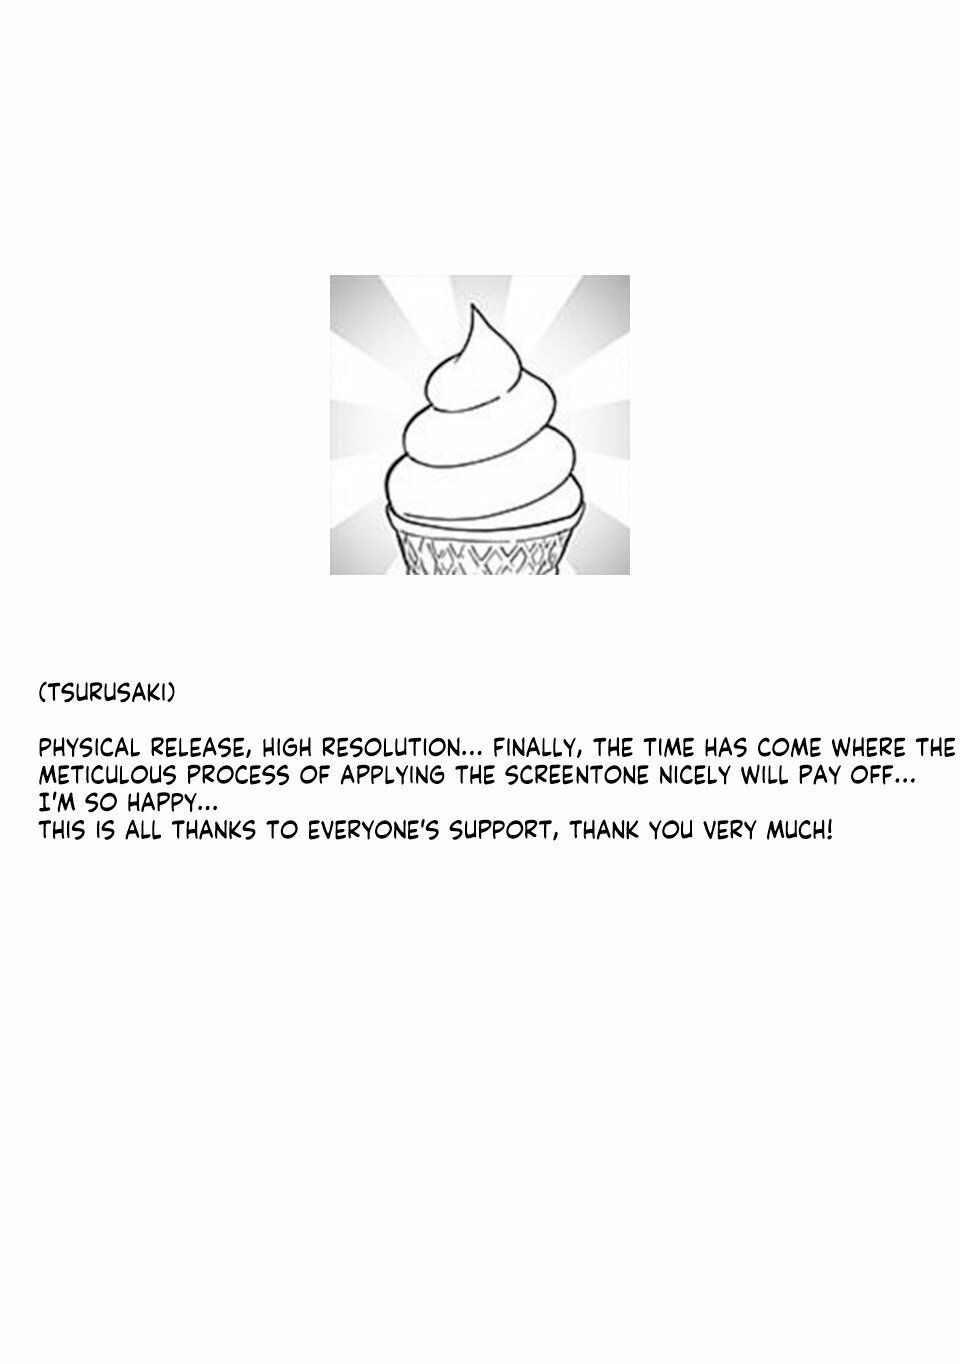 (TSURUSAKI)
PHYSICAL RELEASE, HIGH RESOLUTION... FINALLY, THE TIME HAS COME WHERE THE
METICULOUS PROCESS OF APPLYING THE SCREENTONE NICELY WILL PAY OFF...
I'M SO HAPPY...
THIS IS ALL THANKS TO EVERYONE'S SUPPORT, THANK YOU VERY MUCH!